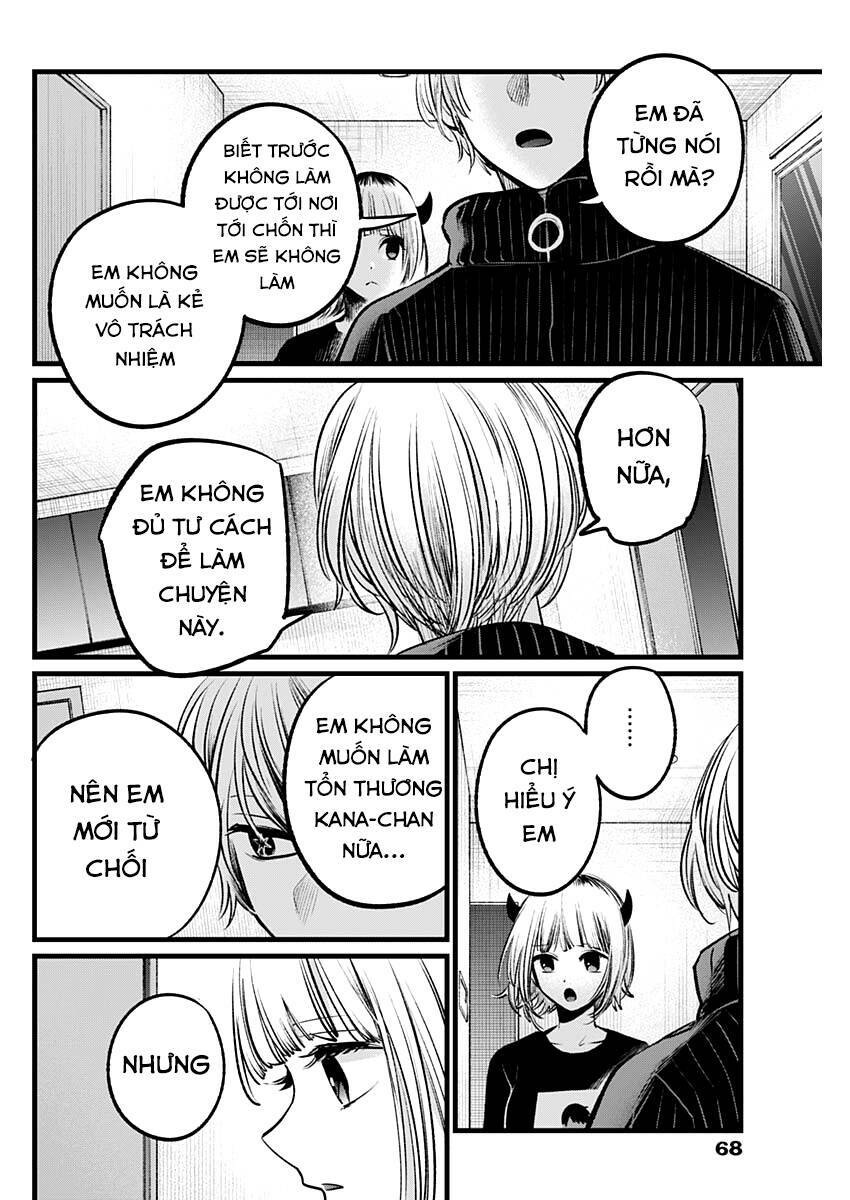 EM ĐÃ
TỪNG NÓI
RỒI MÀ?
BIẾT TRƯỚC
KHÔNG LÀM
ĐƯỢC TỚI NƠI
TỚI CHỐN THÌ
EM SẼ KHÔNG
LÀM
EM KHÔNG
MUỐN LÀ KẺ
VÔ TRÁCH
NHIỆM
HƠN
NỮA,
EM KHÔNG
ĐỦ TƯ CÁCH
ĐỂ LÀM
CHUYỆN
NÀY.
......
CHỊ
HIỂU Ý
EM
EM KHÔNG
MUỐN LÀM
TỔN THƯƠNG
KANA-CHAN
NỮA...
NÊN EM
MỚI TỪ
CHỐI
NHƯNG
68